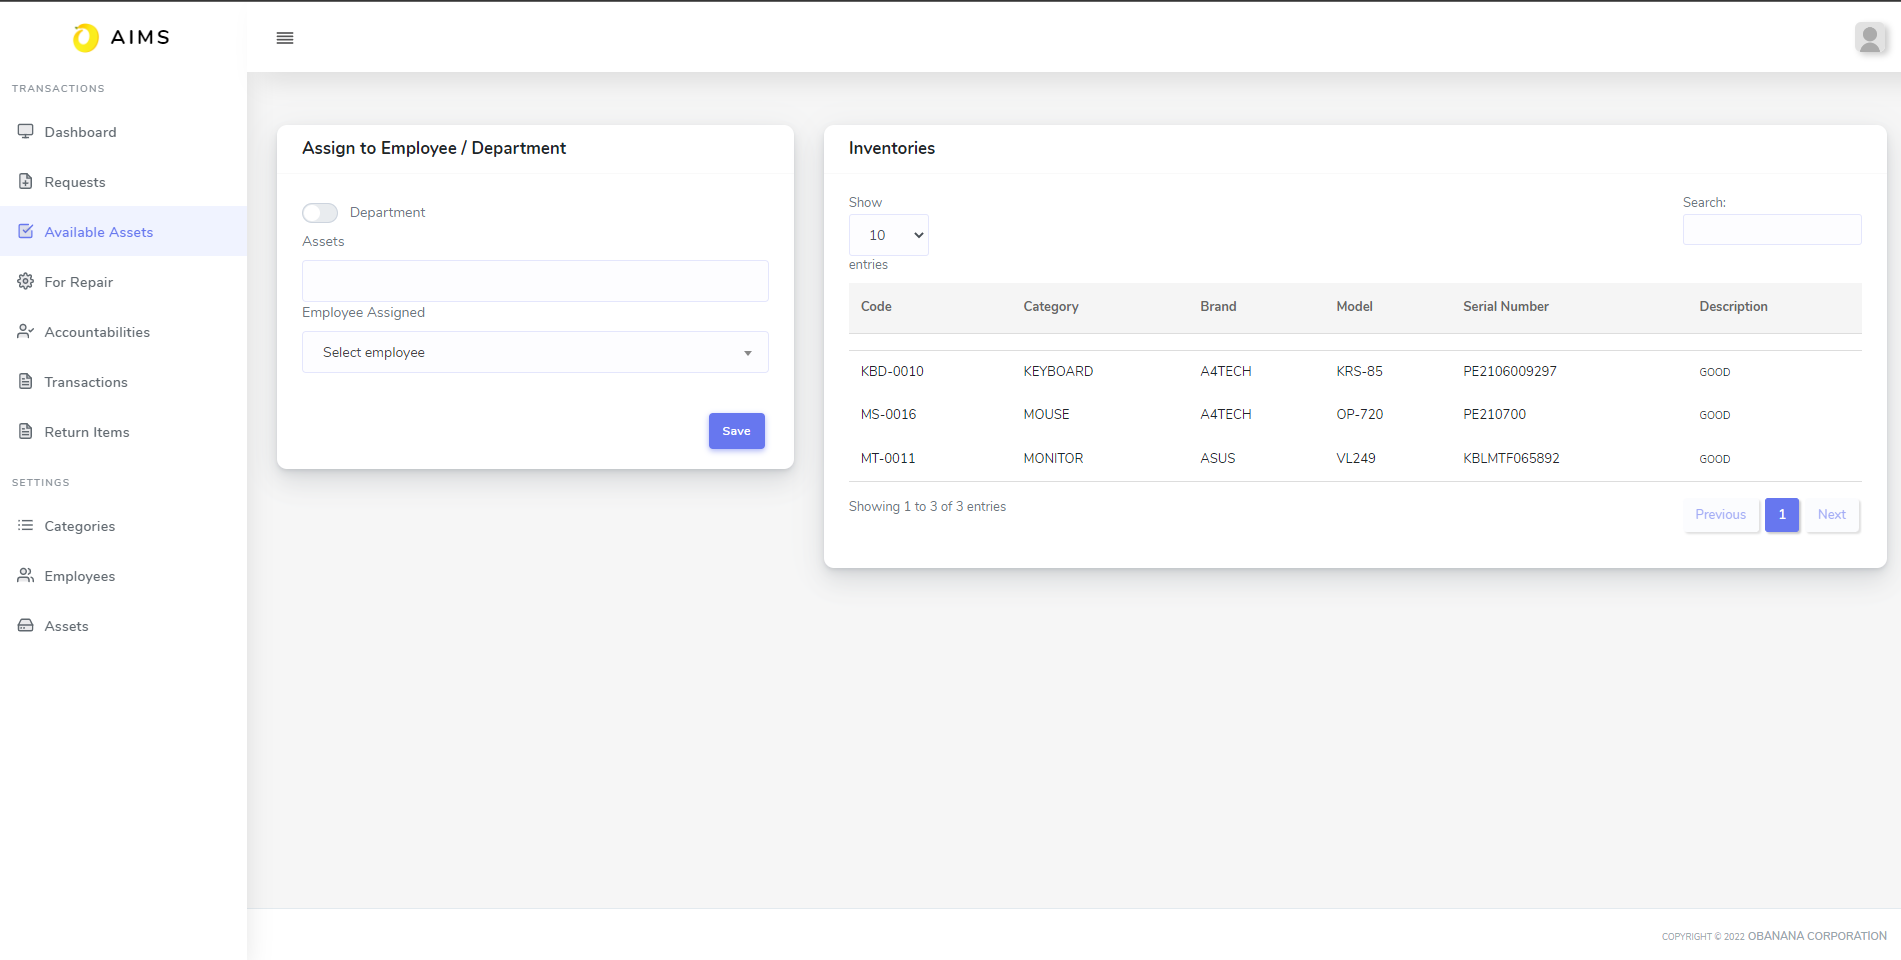 AIMS
TRANSACTIONS
Dashboard
Requests
Available Assets
For Repair
Accountabilities
Transactions
Return Items
SETTINGS
Categories
Employees
Assets
Assign to Employee / Department
Department
Assets
Employee Assigned
Select employee
Save
Inventories
Show
10
entries
Search:
Code Category Brand Model Serial Number Description
KBD-0010 KEYBOARD A4TECH KRS-85 PE2106009297 GOOD
MS-0016 MOUSE A4TECH OP-720 PE210700 GOOD
MT-0011 MONITOR ASUS VL249 KBLMTF065892 GOOD
Showing 1 to 3 of 3 entries
Previous 1 Next
COPYRIGHT © 2022 OBANANA CORPORATION